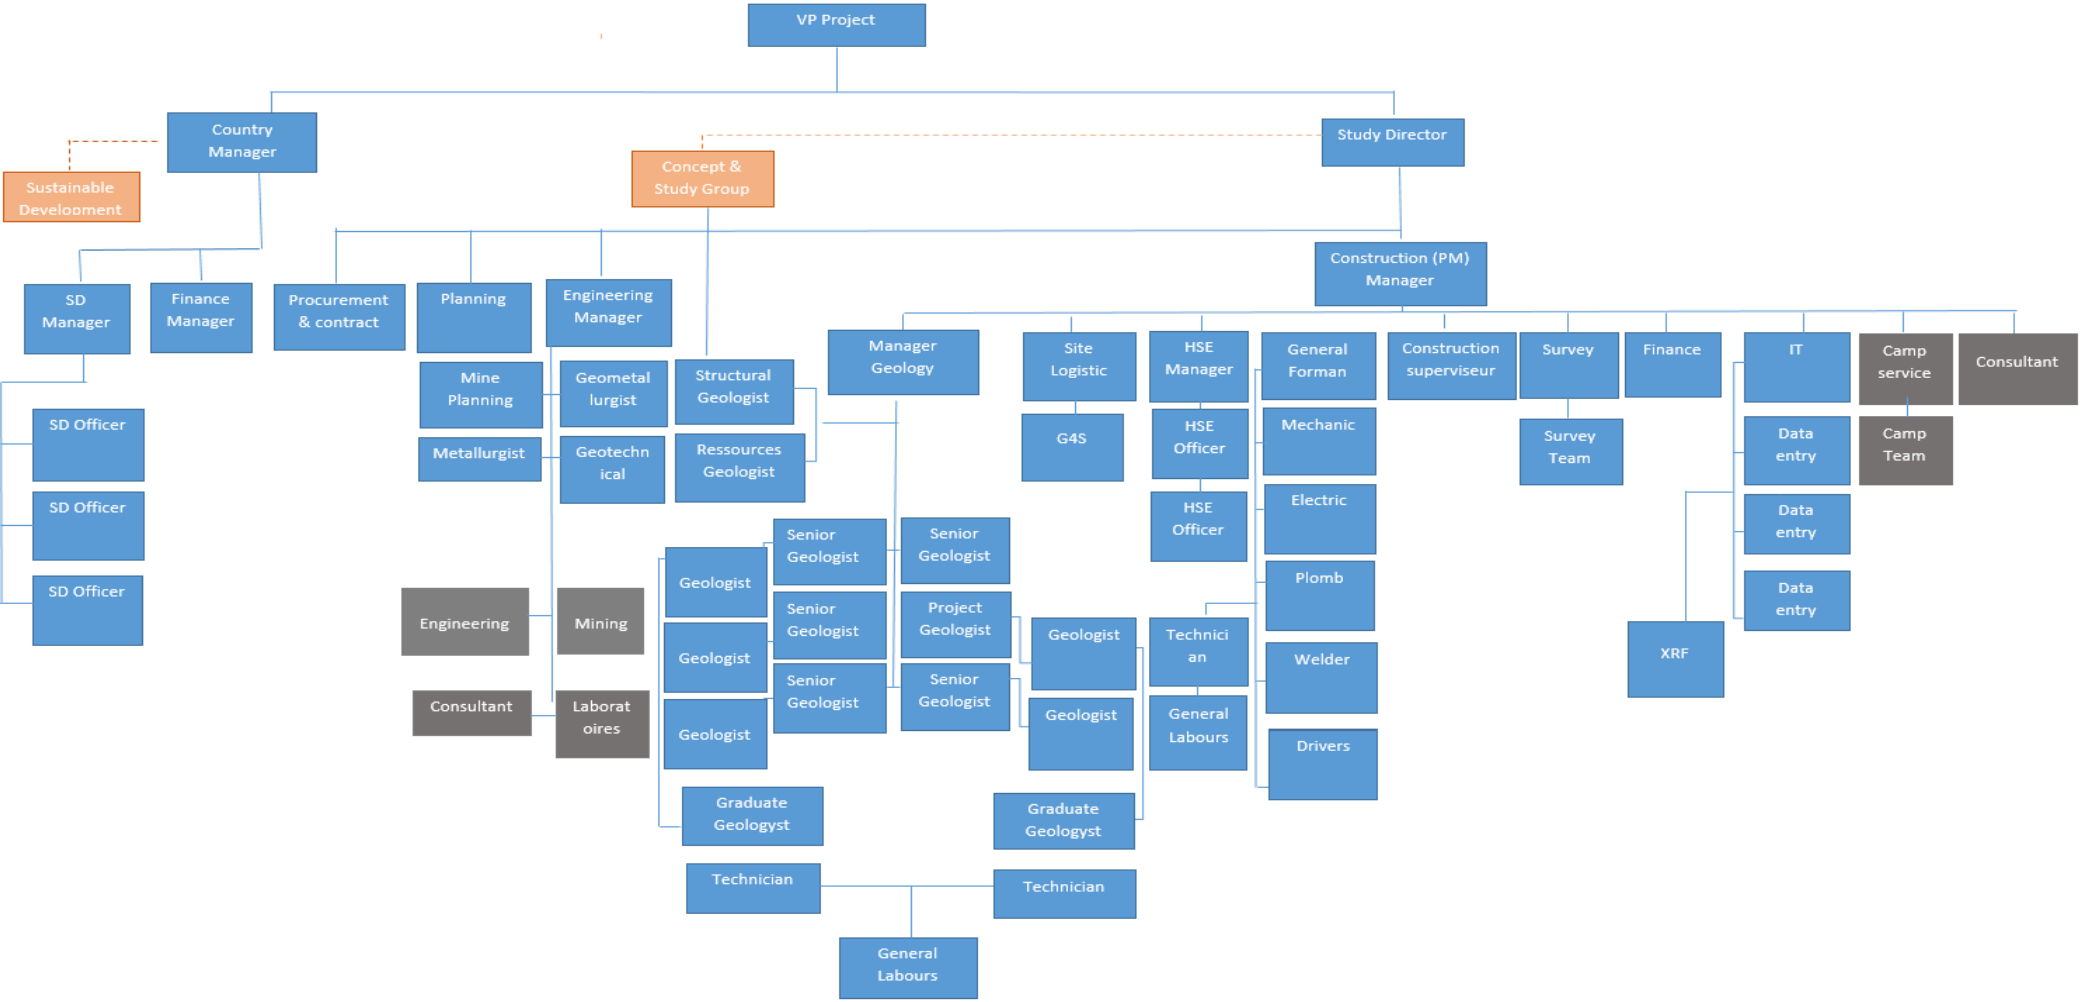 VP Project
Country
Manager
Study Director
Sustainable
Development
Concept &
Study Group
Construction (PM)
Manager
SD
Manager
Finance
Manager
Procurement
& contract
Planning
Engineering
Manager
Manager
Geology
Site
Logistic
HSE
Manager
General
Forman
Construction
superviseur
Survey
Finance
IT
Camp
service
Consultant
Mine
Planning
Geometal
lurgist
Structural
Geologist
SD Officer
Metallurgist
Geotechn
ical
Ressources
Geologist
G4S
HSE
Officer
Mechanic
Survey
Team
Data
entry
Camp
Team
SD Officer
HSE
Officer
Electric
Data
entry
Senior
Geologist
Senior
Geologist
Geologist
SD Officer
Plomb
Data
entry
Engineering
Mining
Senior
Geologist
Project
Geologist
Geologist
Technici
an
Geologist
Welder
XRF
Consultant
Laborat
oires
Senior
Geologist
Senior
Geologist
Geologist
General
Labours
Geologist
Drivers
Graduate
Geologyst
Graduate
Geologyst
Technician
Technician
General
Labours